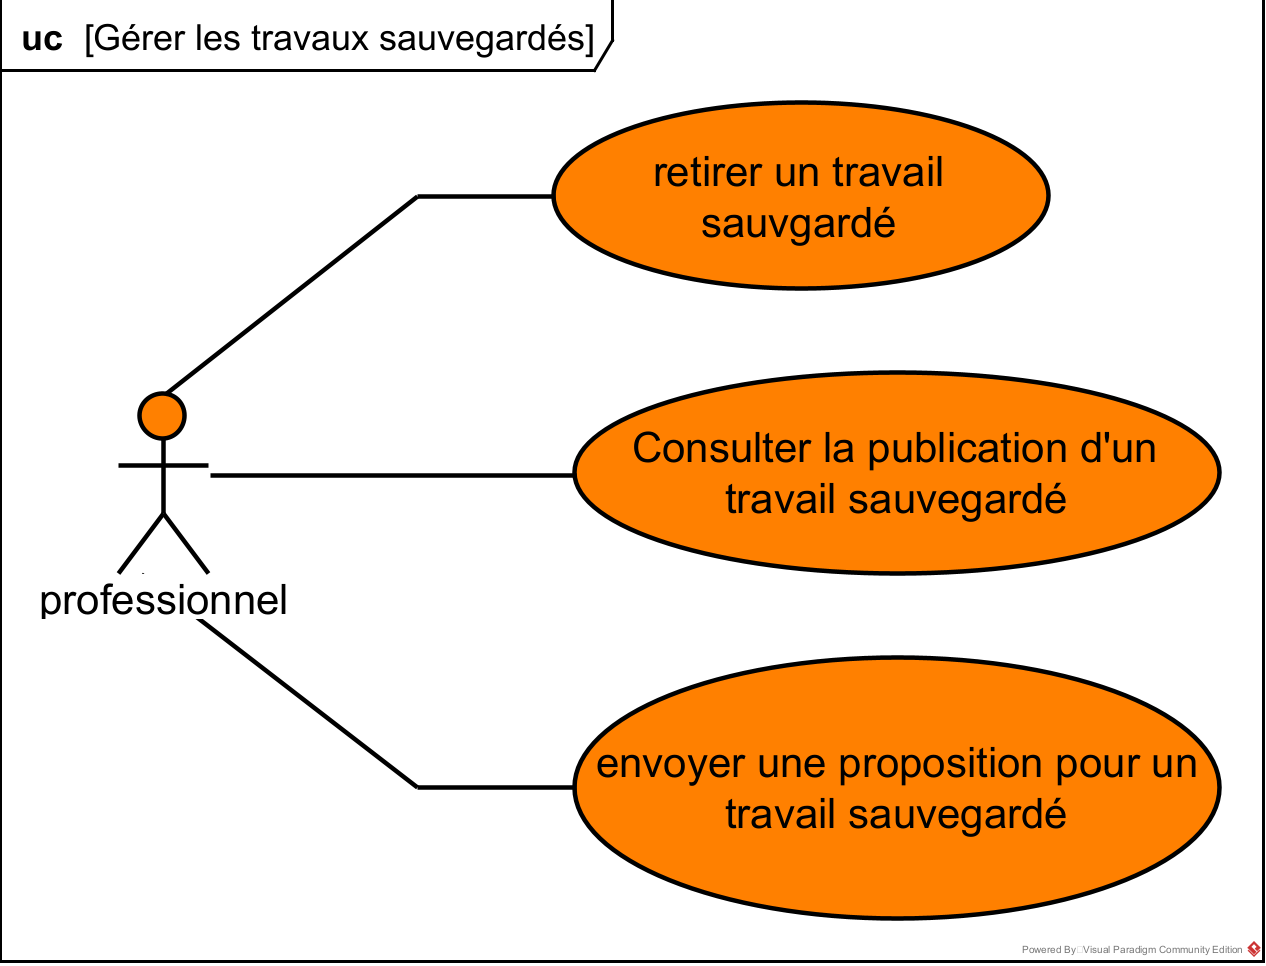 uc [Gérer les travaux sauvegardés]
retirer un travail
sauvgardé
Consulter la publication d'un
travail sauvegardé
professionnel
envoyer une proposition pour un
travail sauvegardé
Powered By Visual Paradigm Community Edition